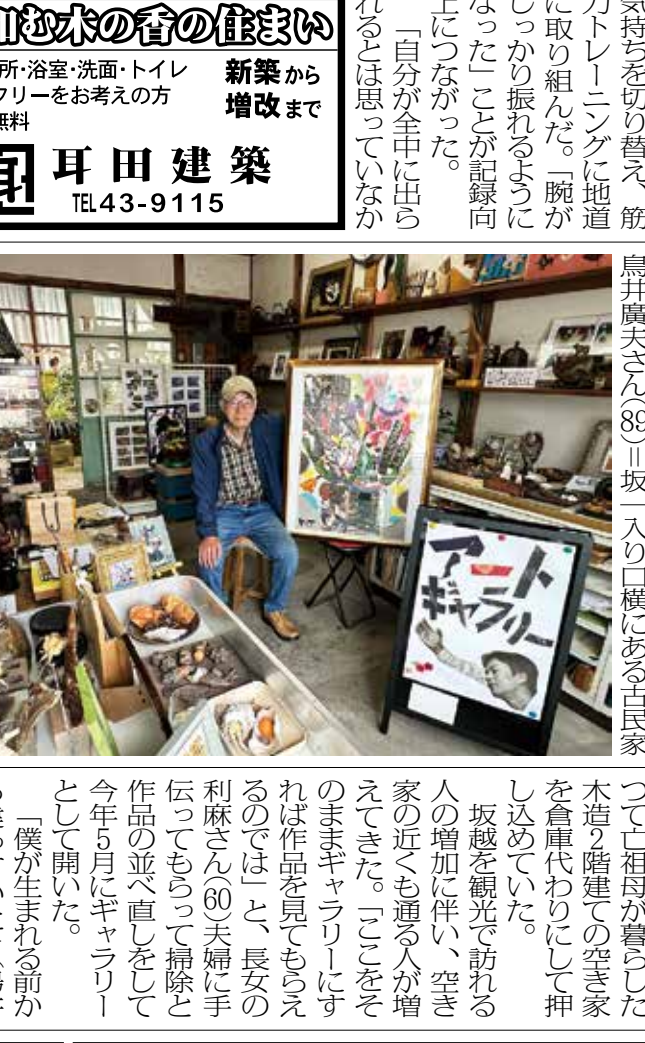 気持ちを切り替え、筋
力トレーニングに地道
に取り組んだ。「腕が
しっかり振れるように
なった」ことが記録向
上につながった。
「自分が全中に出ら
れるとは思っていなか
和む木の香の住まい
所・浴室・洗面・トイレ
フリーをお考えの方
無料
新築から
増改まで
耳田建築
TEL43-9115
鳥井廣夫さん(89)＝坂
入り口横にある古民家
アート
ギャラリー
つて亡祖母が暮らした
木造2階建ての空き家
を倉庫代わりにして押
し込めていた。
坂越を観光で訪れる
人の増加に伴い、空き
家の近くも通る人が増
えてきた。「ここをそ
のままギャラリーにす
れば作品を見てもらえ
るのでは」と、長女の
利麻さん(60)夫婦に手
伝ってもらって掃除と
作品の並べ直しをして
今年5月にギャラリー
として開いた。
「僕が生まれる前か